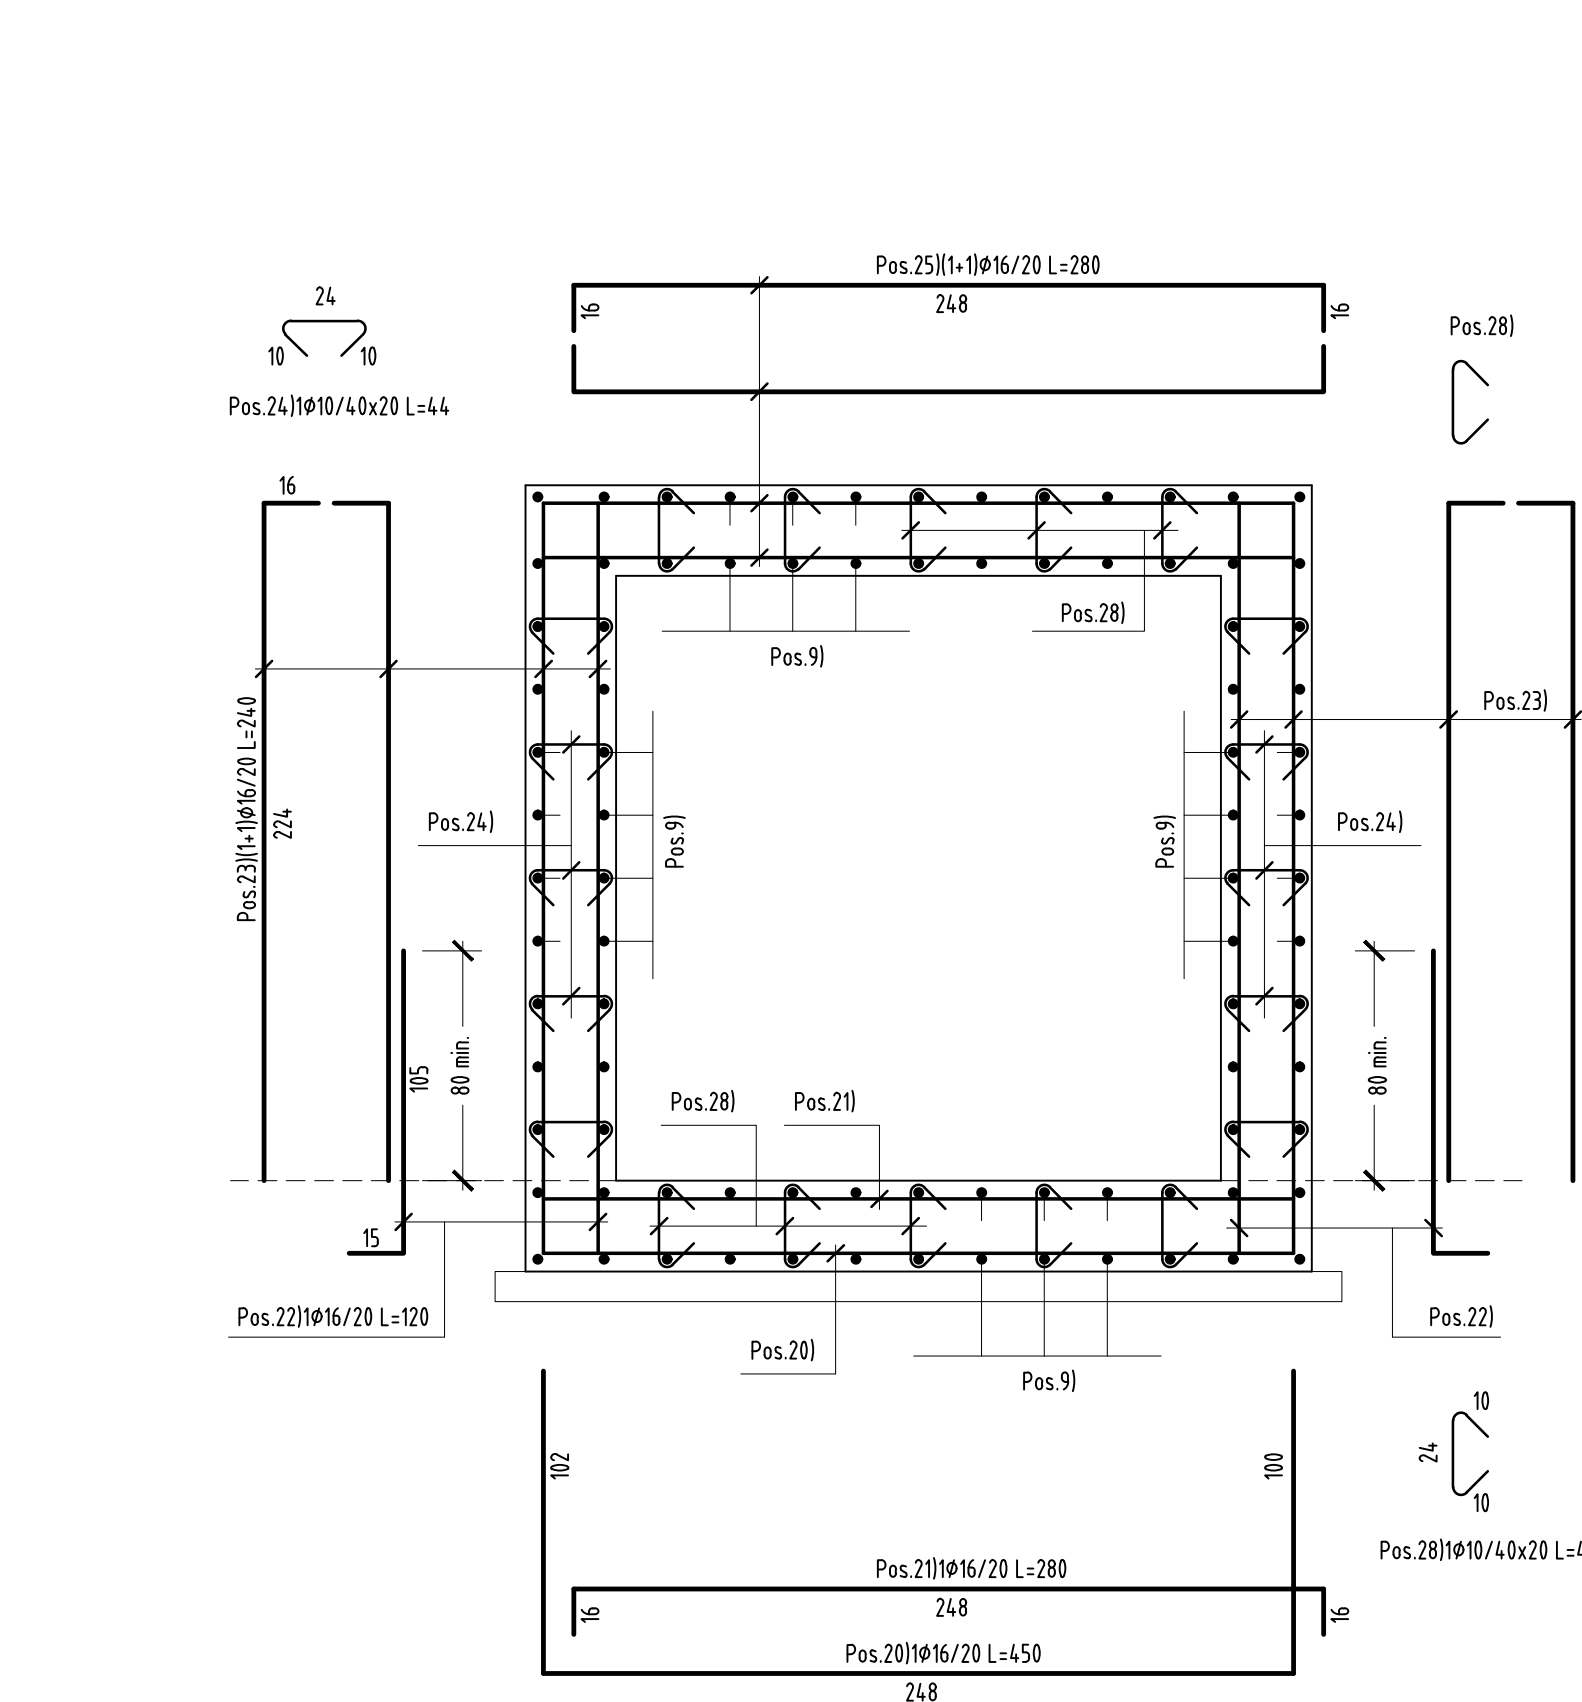 Pos.25)(1+1)Ø16/20 L=280
248
16
16
24
10
10
Pos.24)1Ø10/40x20 L=44
Pos.28)
16
Pos.28)
Pos.9)
Pos.23)(1+1)Ø16/20 L=240
224
Pos.23)
Pos.24)
Pos.9)
Pos.9)
Pos.24)
105
80 min.
80 min.
Pos.28)
Pos.21)
15
Pos.22)1Ø16/20 L=120
Pos.22)
Pos.20)
Pos.9)
102
100
10
24
10
Pos.28)1Ø10/40x20 L=4
Pos.21)1Ø16/20 L=280
16
248
16
Pos.20)1Ø16/20 L=450
248